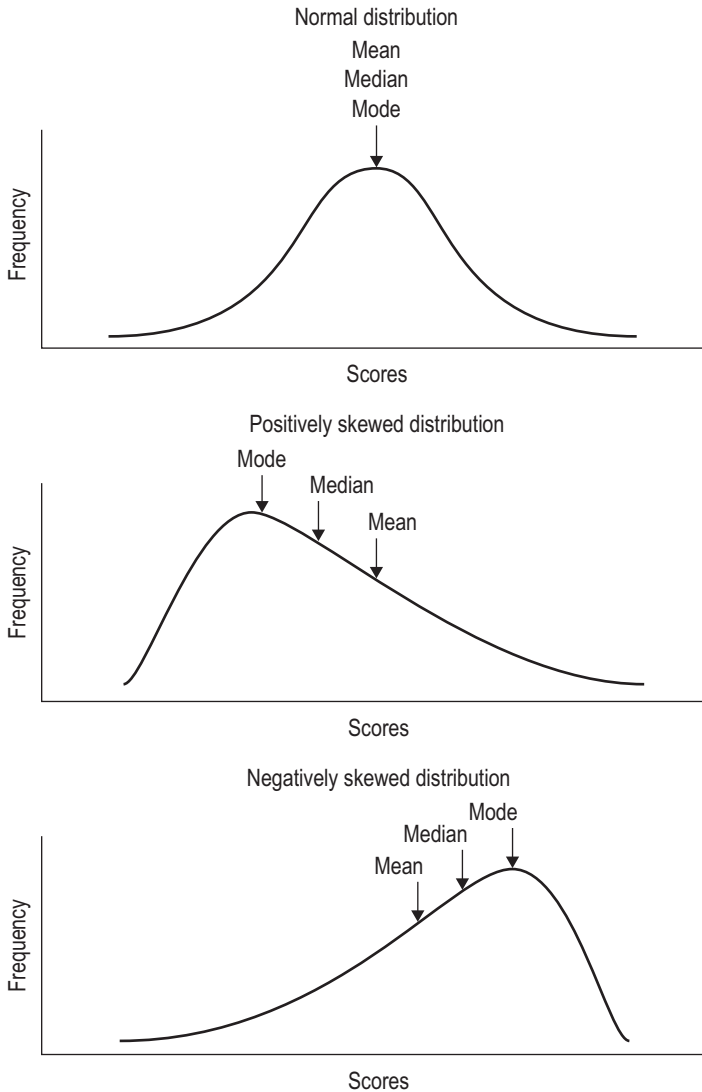 Normal distribution
Mean
Median
Mode
Frequency
Scores
Positively skewed distribution
Mode
Median
Mean
Frequency
Scores
Negatively skewed distribution
Mode
Median
Mean
Frequency
Scores